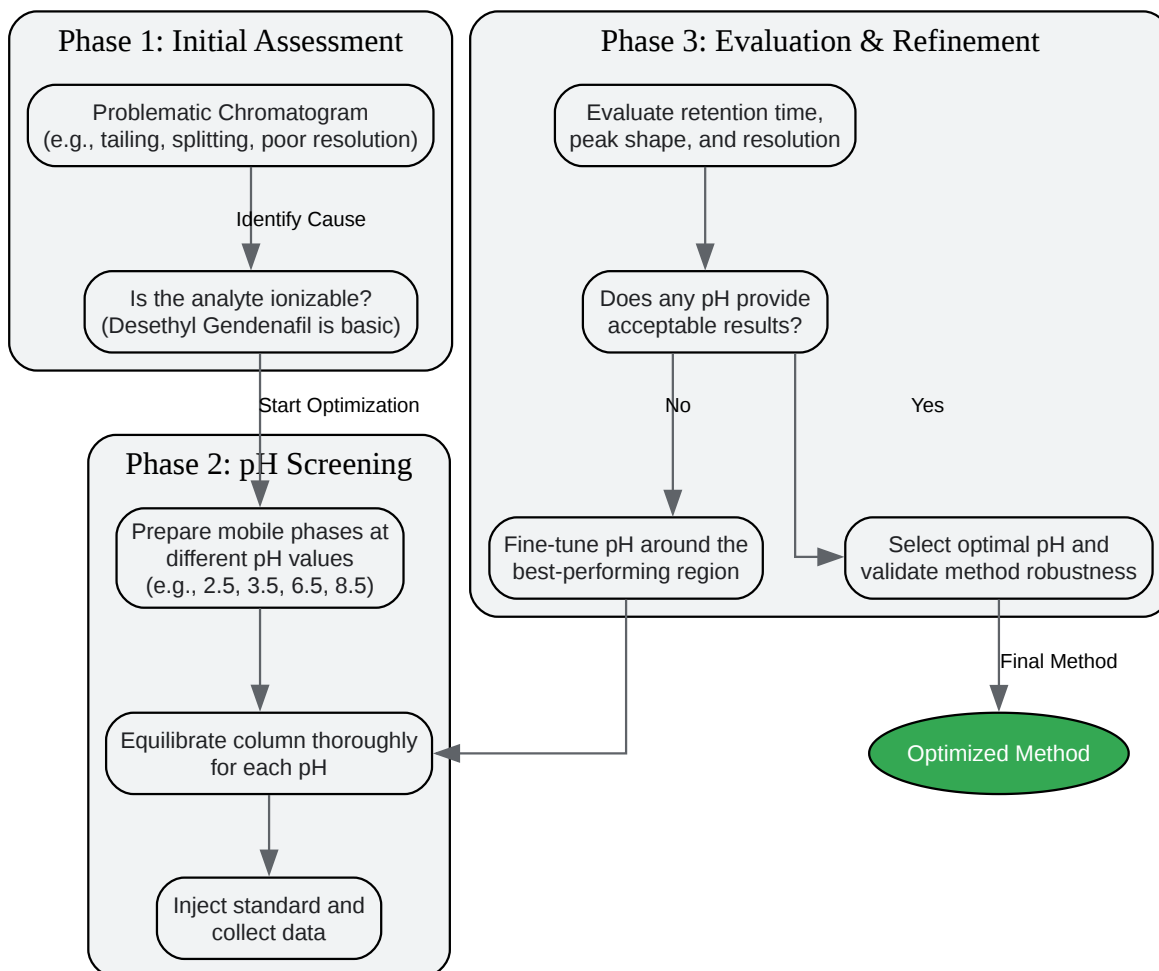 Phase 1: Initial Assessment
Problematic Chromatogram
(e.g., tailing, splitting, poor resolution)
Identify Cause
Is the analyte ionizable?
(Desethyl Gendenafil is basic)
Start Optimization
Phase 2: pH Screening
Prepare mobile phases at
different pH values
(e.g., 2.5, 3.5, 6.5, 8.5)
Equilibrate column thoroughly
for each pH
Inject standard and
collect data
Phase 3: Evaluation & Refinement
Evaluate retention time,
peak shape, and resolution
Does any pH provide
acceptable results?
No
Yes
Fine-tune pH around the
best-performing region
Select optimal pH and
validate method robustness
Final Method
Optimized Method